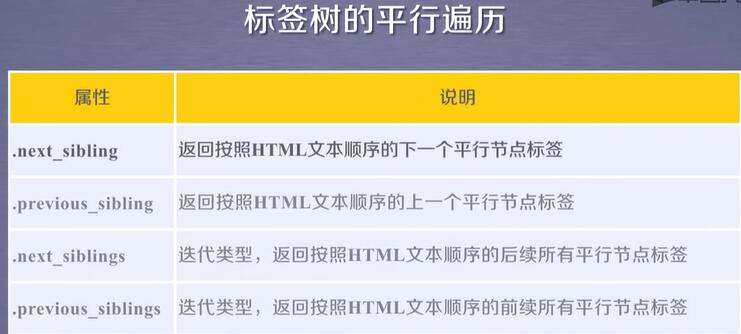 标签树的平行遍历
属性 说明
.next_sibling 返回按照HTML文本顺序的下一个平行节点标签
.previous_sibling 返回按照HTML文本顺序的上一个平行节点标签
.next_siblings 迭代类型，返回按照HTML文本顺序的后续所有平行节点标签
.previous_siblings 迭代类型，返回按照HTML文本顺序的前续所有平行节点标签